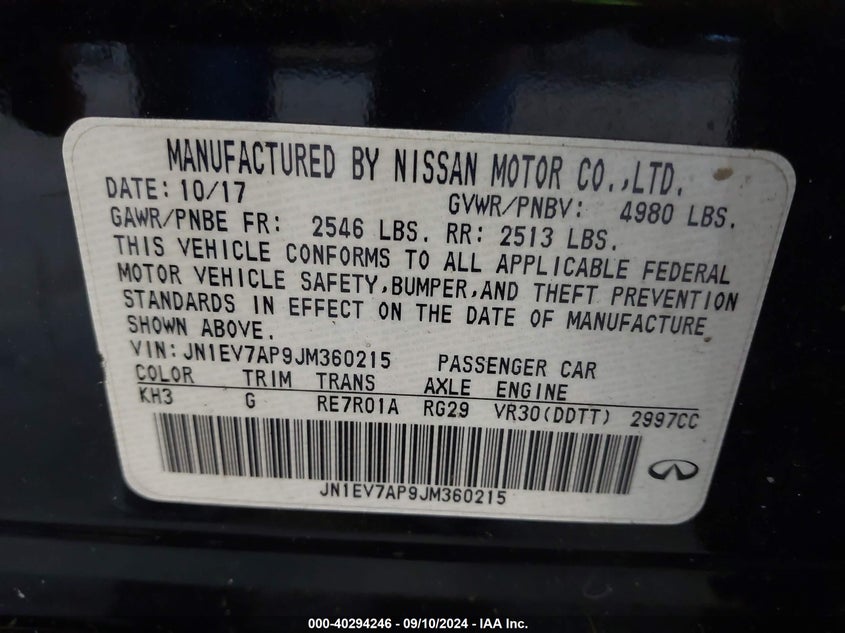 MANUFACTURED BY NISSAN MOTOR CO.,LTD.
DATE: 10/17 GVWR/PNBV: 4980 LBS.
GAWR/PNBE FR: 2546 LBS. RR: 2513 LBS.
THIS VEHICLE CONFORMS TO ALL APPLICABLE FEDERAL
MOTOR VEHICLE SAFETY,BUMPER,AND THEFT PREVENTION
STANDARDS IN EFFECT ON THE DATE OF MANUFACTURE
SHOWN ABOVE.
VIN: JN1EV7AP9JM360215 PASSENGER CAR
COLOR TRIM TRANS AXLE ENGINE
KH3 G RE7R01A RG29 VR30(DDTT) 2997CC
JN1EV7AP9JM360215
000-40294246 - 09/10/2024 - IAA Inc.